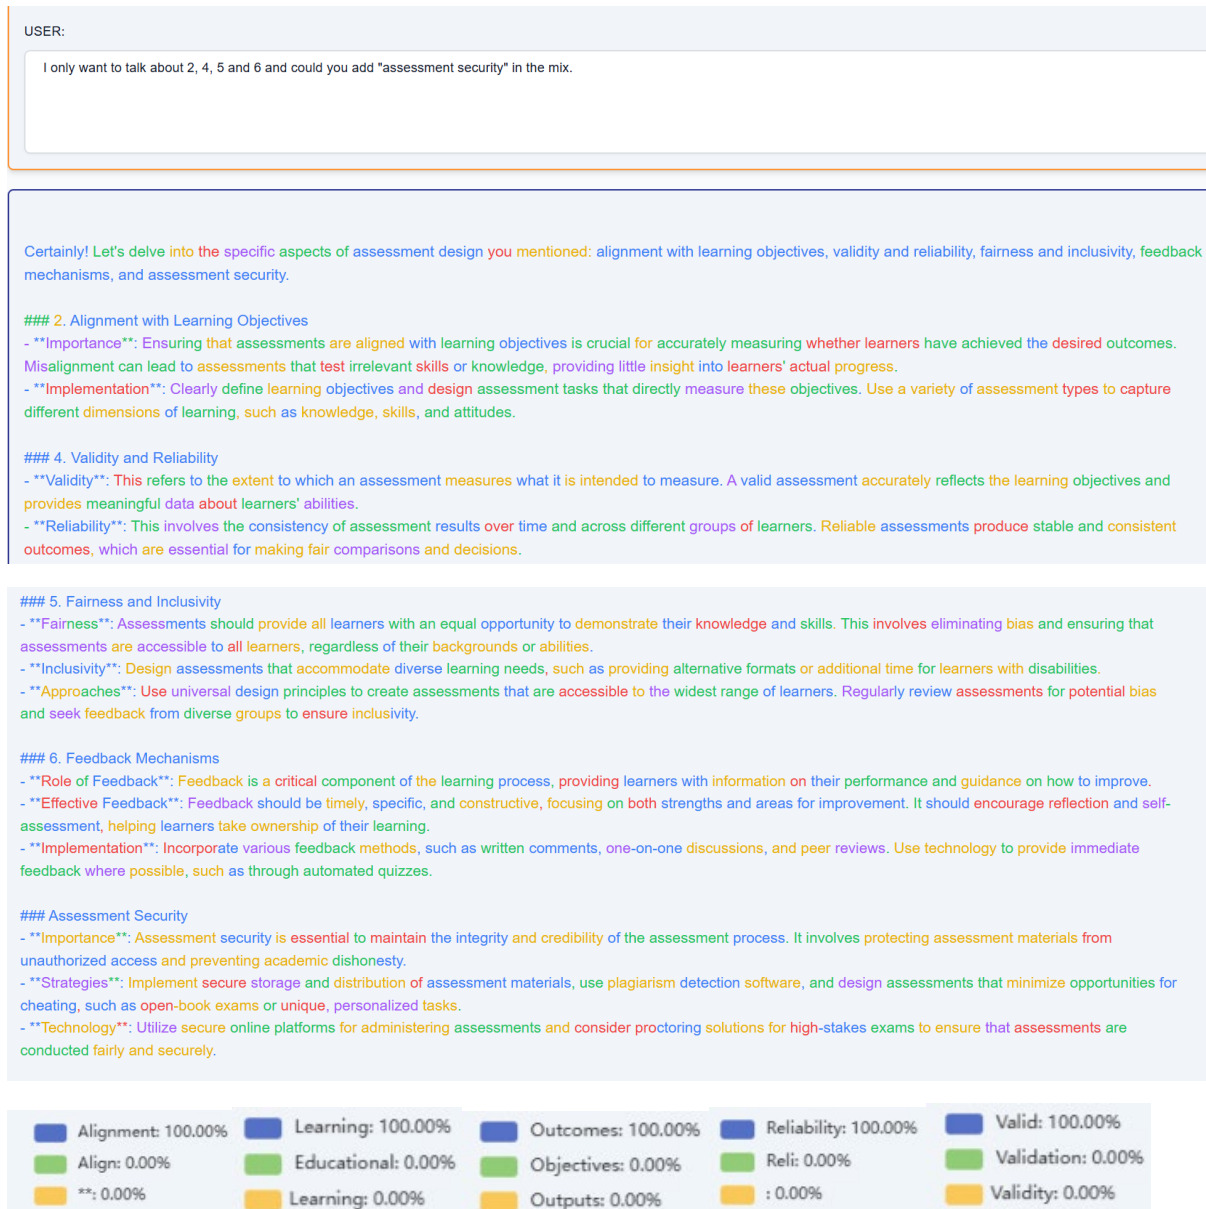 USER:
I only want to talk about 2, 4, 5 and 6 and could you add "assessment security" in the mix.
Certainly! Let's delve into the specific aspects of assessment design you mentioned: alignment with learning objectives, validity and reliability, fairness and inclusivity, feedback
mechanisms, and assessment security.
### 2. Alignment with Learning Objectives
- **Importance**: Ensuring that assessments are aligned with learning objectives is crucial for accurately measuring whether learners have achieved the desired outcomes.
Misalignment can lead to assessments that test irrelevant skills or knowledge, providing little insight into learners' actual progress.
- **Implementation**: Clearly define learning objectives and design assessment tasks that directly measure these objectives. Use a variety of assessment types to capture
different dimensions of learning, such as knowledge, skills, and attitudes.
### 4. Validity and Reliability
- **Validity**: This refers to the extent to which an assessment measures what it is intended to measure. A valid assessment accurately reflects the learning objectives and
provides meaningful data about learners' abilities.
- **Reliability**: This involves the consistency of assessment results over time and across different groups of learners. Reliable assessments produce stable and consistent
outcomes, which are essential for making fair comparisons and decisions.
### 5. Fairness and Inclusivity
- **Fairness**: Assessments should provide all learners with an equal opportunity to demonstrate their knowledge and skills. This involves eliminating bias and ensuring that
assessments are accessible to all learners, regardless of their backgrounds or abilities.
- **Inclusivity**: Design assessments that accommodate diverse learning needs, such as providing alternative formats or additional time for learners with disabilities.
- **Approaches**: Use universal design principles to create assessments that are accessible to the widest range of learners. Regularly review assessments for potential bias
and seek feedback from diverse groups to ensure inclusivity.
### 6. Feedback Mechanisms
- **Role of Feedback**: Feedback is a critical component of the learning process, providing learners with information on their performance and guidance on how to improve.
- **Effective Feedback**: Feedback should be timely, specific, and constructive, focusing on both strengths and areas for improvement. It should encourage reflection and self-
assessment, helping learners take ownership of their learning.
- **Implementation**: Incorporate various feedback methods, such as written comments, one-on-one discussions, and peer reviews. Use technology to provide immediate
feedback where possible, such as through automated quizzes.
### Assessment Security
- **Importance**: Assessment security is essential to maintain the integrity and credibility of the assessment process. It involves protecting assessment materials from
unauthorized access and preventing academic dishonesty.
- **Strategies**: Implement secure storage and distribution of assessment materials, use plagiarism detection software, and design assessments that minimize opportunities for
cheating, such as open-book exams or unique, personalized tasks.
- **Technology**: Utilize secure online platforms for administering assessments and consider proctoring solutions for high-stakes exams to ensure that assessments are
conducted fairly and securely.
Alignment: 100.00% Learning: 100.00% Outcomes: 100.00% Reliability: 100.00% Valid: 100.00%
Align: 0.00% Educational: 0.00% Objectives: 0.00% Reli: 0.00% Validation: 0.00%
**: 0.00% Learning: 0.00% Outputs: 0.00% : 0.00% Validity: 0.00%